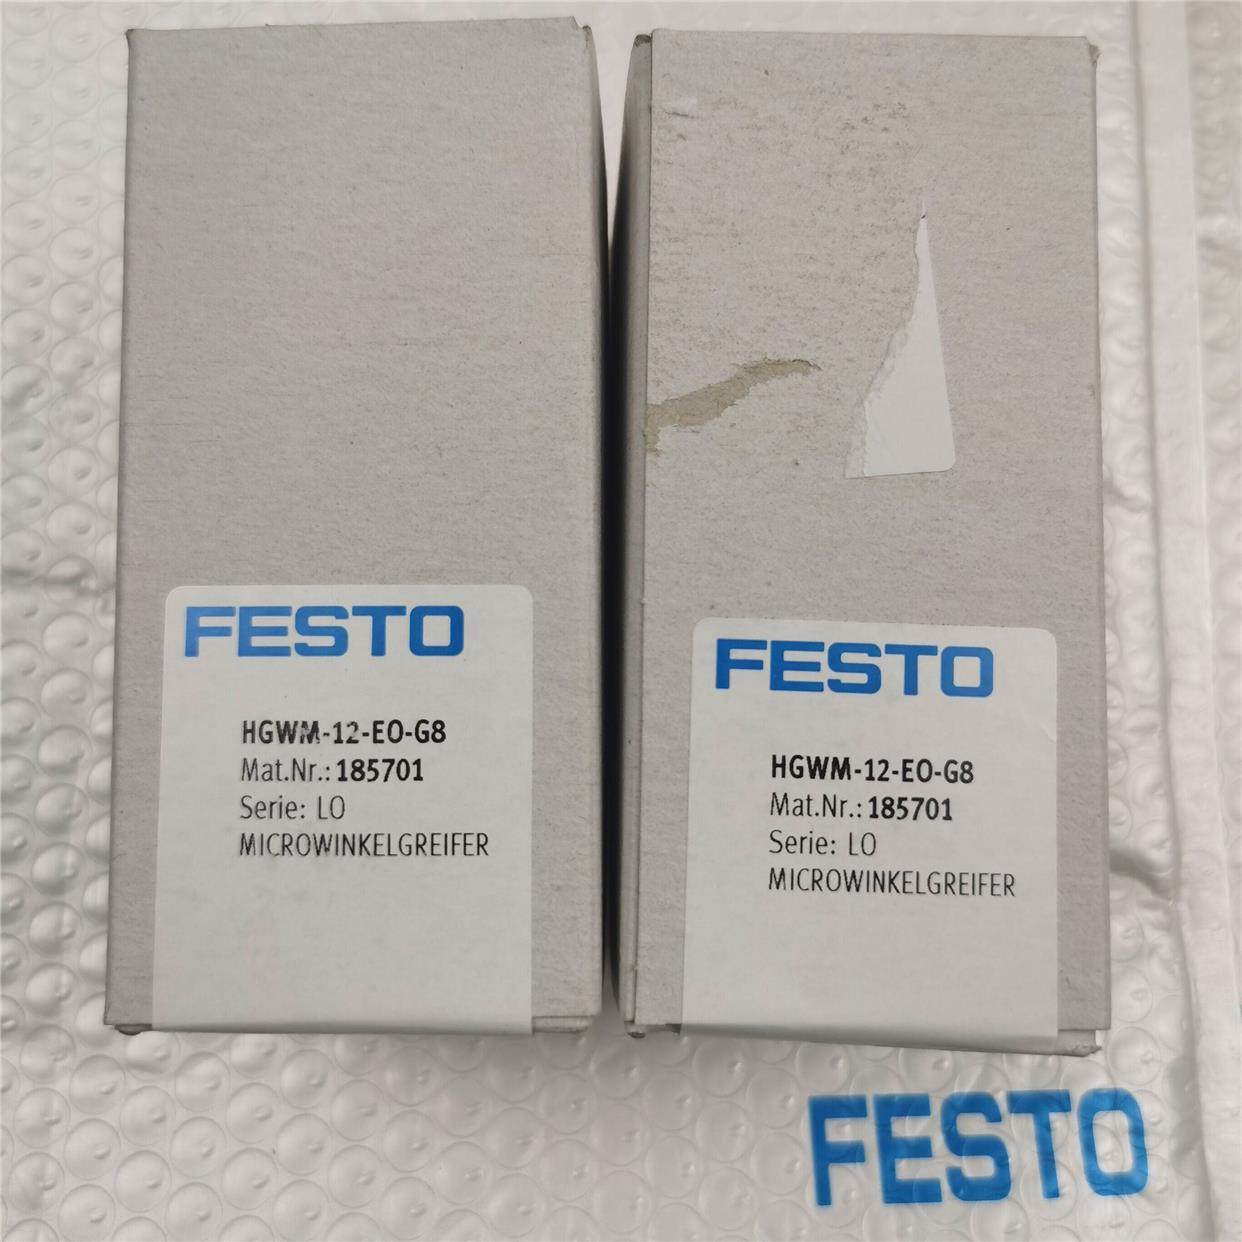 FESTO
HGWM-12-EO-G8
Mat.Nr.: 185701
Serie: LO
MICROWINKELGREIFER
FESTO
HGWM-12-EO-G8
Mat.Nr.: 185701
Serie: LO
MICROWINKELGREIFER
FESTO